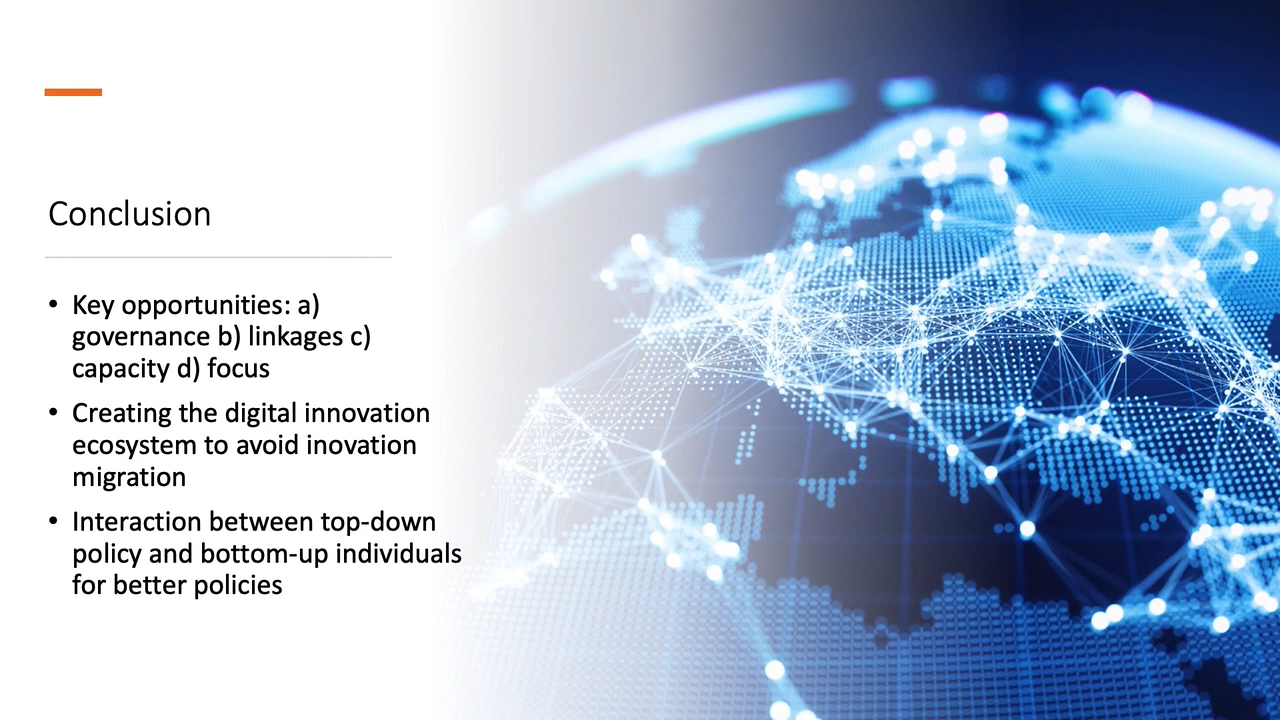 Conclusion
• Key opportunities: a)
governance b) linkages c)
capacity d) focus
• Creating the digital innovation
ecosystem to avoid inovation
migration
• Interaction between top-down
policy and bottom-up individuals
for better policies